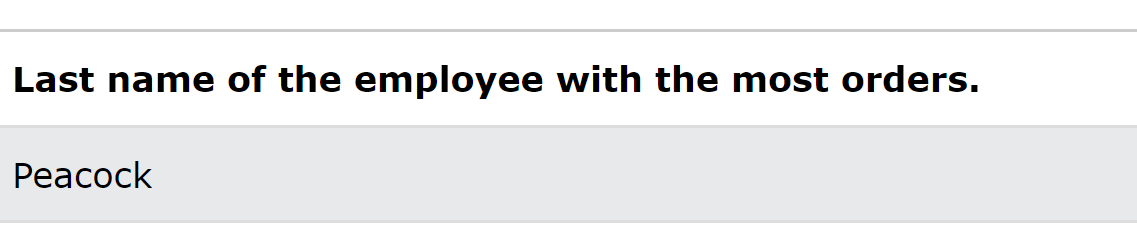 Last name of the employee with the most orders.
Peacock